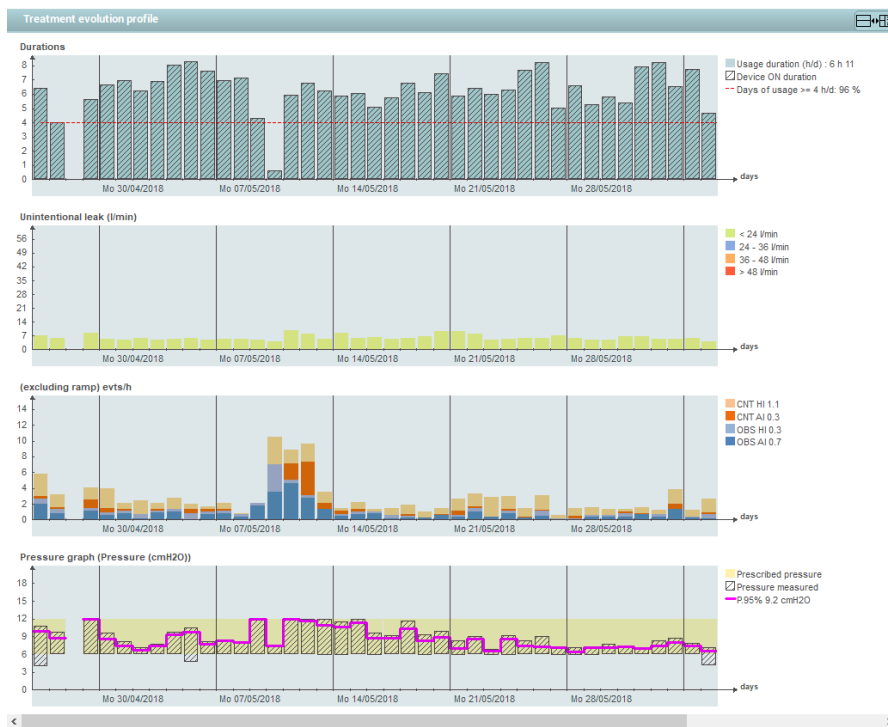 Treatment evolution profile
Durations
8
7
6
5
4
3
2
1
0
Mo 30/04/2018 Mo 07/05/2018 Mo 14/05/2018 Mo 21/05/2018 Mo 28/05/2018
days
Usage duration (h/d) : 6 h 11
Device ON duration
Days of usage >= 4 h/d: 96 %
Unintentional leak (l/min)
56
49
42
35
28
21
14
7
0
Mo 30/04/2018 Mo 07/05/2018 Mo 14/05/2018 Mo 21/05/2018 Mo 28/05/2018
days
< 24 l/min
24 - 36 l/min
36 - 48 l/min
> 48 l/min
(excluding ramp) evts/h
14
12
10
8
6
4
2
0
Mo 30/04/2018 Mo 07/05/2018 Mo 14/05/2018 Mo 21/05/2018 Mo 28/05/2018
days
CNT HI 1.1
CNT AI 0.3
OBS HI 0.3
OBS AI 0.7
Pressure graph (Pressure (cmH2O))
18
15
12
9
6
3
0
Mo 30/04/2018 Mo 07/05/2018 Mo 14/05/2018 Mo 21/05/2018 Mo 28/05/2018
days
Prescribed pressure
Pressure measured
P.95% 9.2 cmH2O